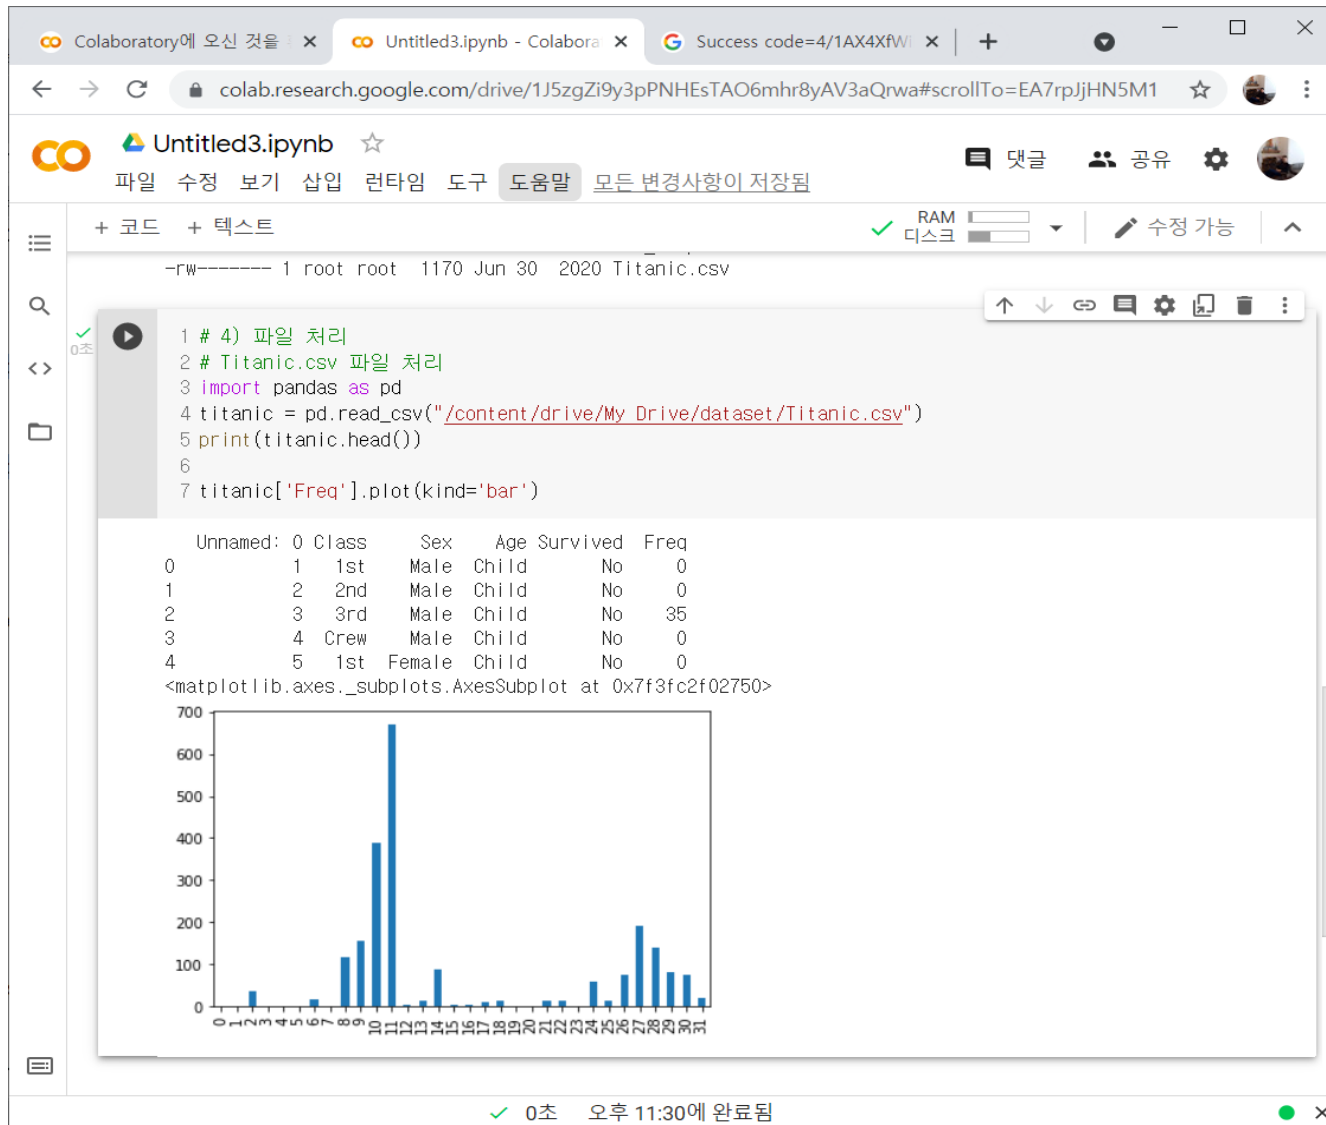 Colaboratory에 오신 것을
Untitled3.ipynb - Colabora
Success code=4/1AX4XfWi
colab.research.google.com/drive/1J5zgZi9y3pPNHEsTAO6mhr8yAV3aQrwa#scrollTo=EA7rpJjHN5M1
Untitled3.ipynb
댓글 공유
파일 수정 보기 삽입 런타임 도구 도움말 모든 변경사항이 저장됨
+ 코드 + 텍스트
RAM
디스크
수정 가능
-rw------- 1 root root 1170 Jun 30 2020 Titanic.csv
0초
1 # 4) 파일 처리
2 # Titanic.csv 파일 처리
3 import pandas as pd
4 titanic = pd.read_csv("/content/drive/My Drive/dataset/Titanic.csv")
5 print(titanic.head())
6
7 titanic['Freq'].plot(kind='bar')
Unnamed: 0 Class Sex Age Survived Freq
0 1 1st Male Child No 0
1 2 2nd Male Child No 0
2 3 3rd Male Child No 35
3 4 Crew Male Child No 0
4 5 1st Female Child No 0
<matplotlib.axes._subplots.AxesSubplot at 0x7f3fc2f02750>
700
600
500
400
300
200
100
0
0 1 2 3 4 5 6 7 8 9 10 11 12 13 14 15 16 17 18 19 20 21 22 23 24 25 26 27 28 29 30 31
0초 오후 11:30에 완료됨